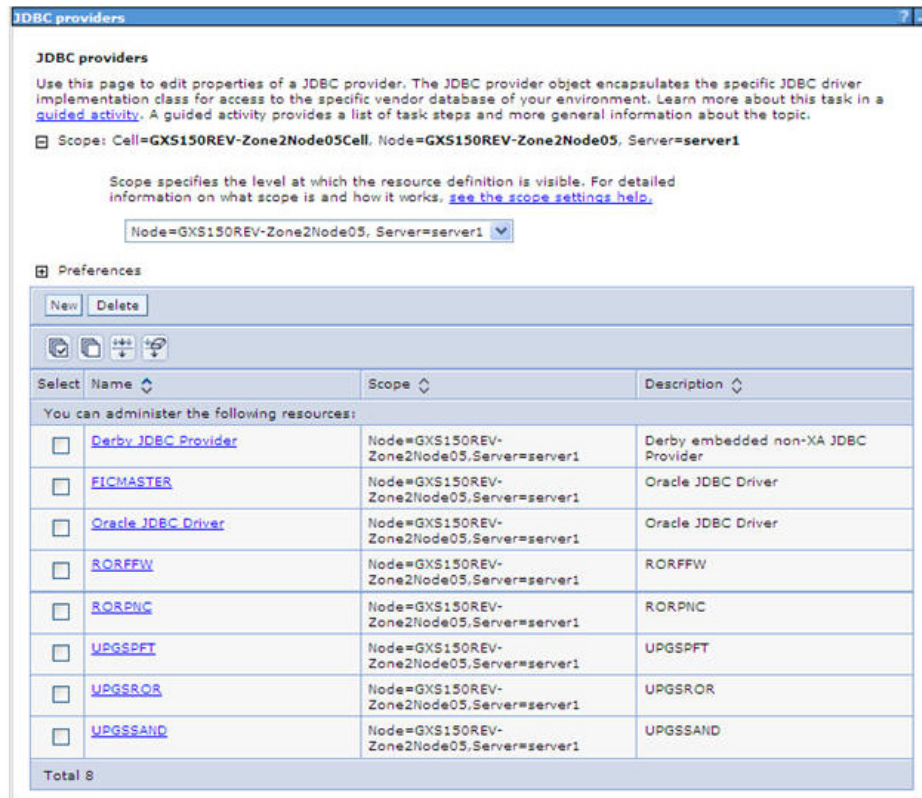 JDBC providers ? -
JDBC providers
Use this page to edit properties of a JDBC provider. The JDBC provider object encapsulates the specific JDBC driver
implementation class for access to the specific vendor database of your environment. Learn more about this task in a
guided activity. A guided activity provides a list of task steps and more general information about the topic.
Scope: Cell=GXS150REV-Zone2Node05Cell, Node=GXS150REV-Zone2Node05, Server=server1
Scope specifies the level at which the resource definition is visible. For detailed
information on what scope is and how it works, see the scope settings help.
Node=GXS150REV-Zone2Node05, Server=server1
Preferences
New Delete
Select Name Scope Description
You can administer the following resources:
Derby JDBC Provider Node=GXS150REV- Derby embedded non-XA JDBC
Zone2Node05,Server=server1 Provider
FICMASTER Node=GXS150REV- Oracle JDBC Driver
Zone2Node05,Server=server1
Oracle JDBC Driver Node=GXS150REV- Oracle JDBC Driver
Zone2Node05,Server=server1
RORFFW Node=GXS150REV- RORFFW
Zone2Node05,Server=server1
RORPNC Node=GXS150REV- RORPNC
Zone2Node05,Server=server1
UPGSPFT Node=GXS150REV- UPGSPFT
Zone2Node05,Server=server1
UPGSROR Node=GXS150REV- UPGSROR
Zone2Node05,Server=server1
UPGSSAND Node=GXS150REV- UPGSSAND
Zone2Node05,Server=server1
Total 8